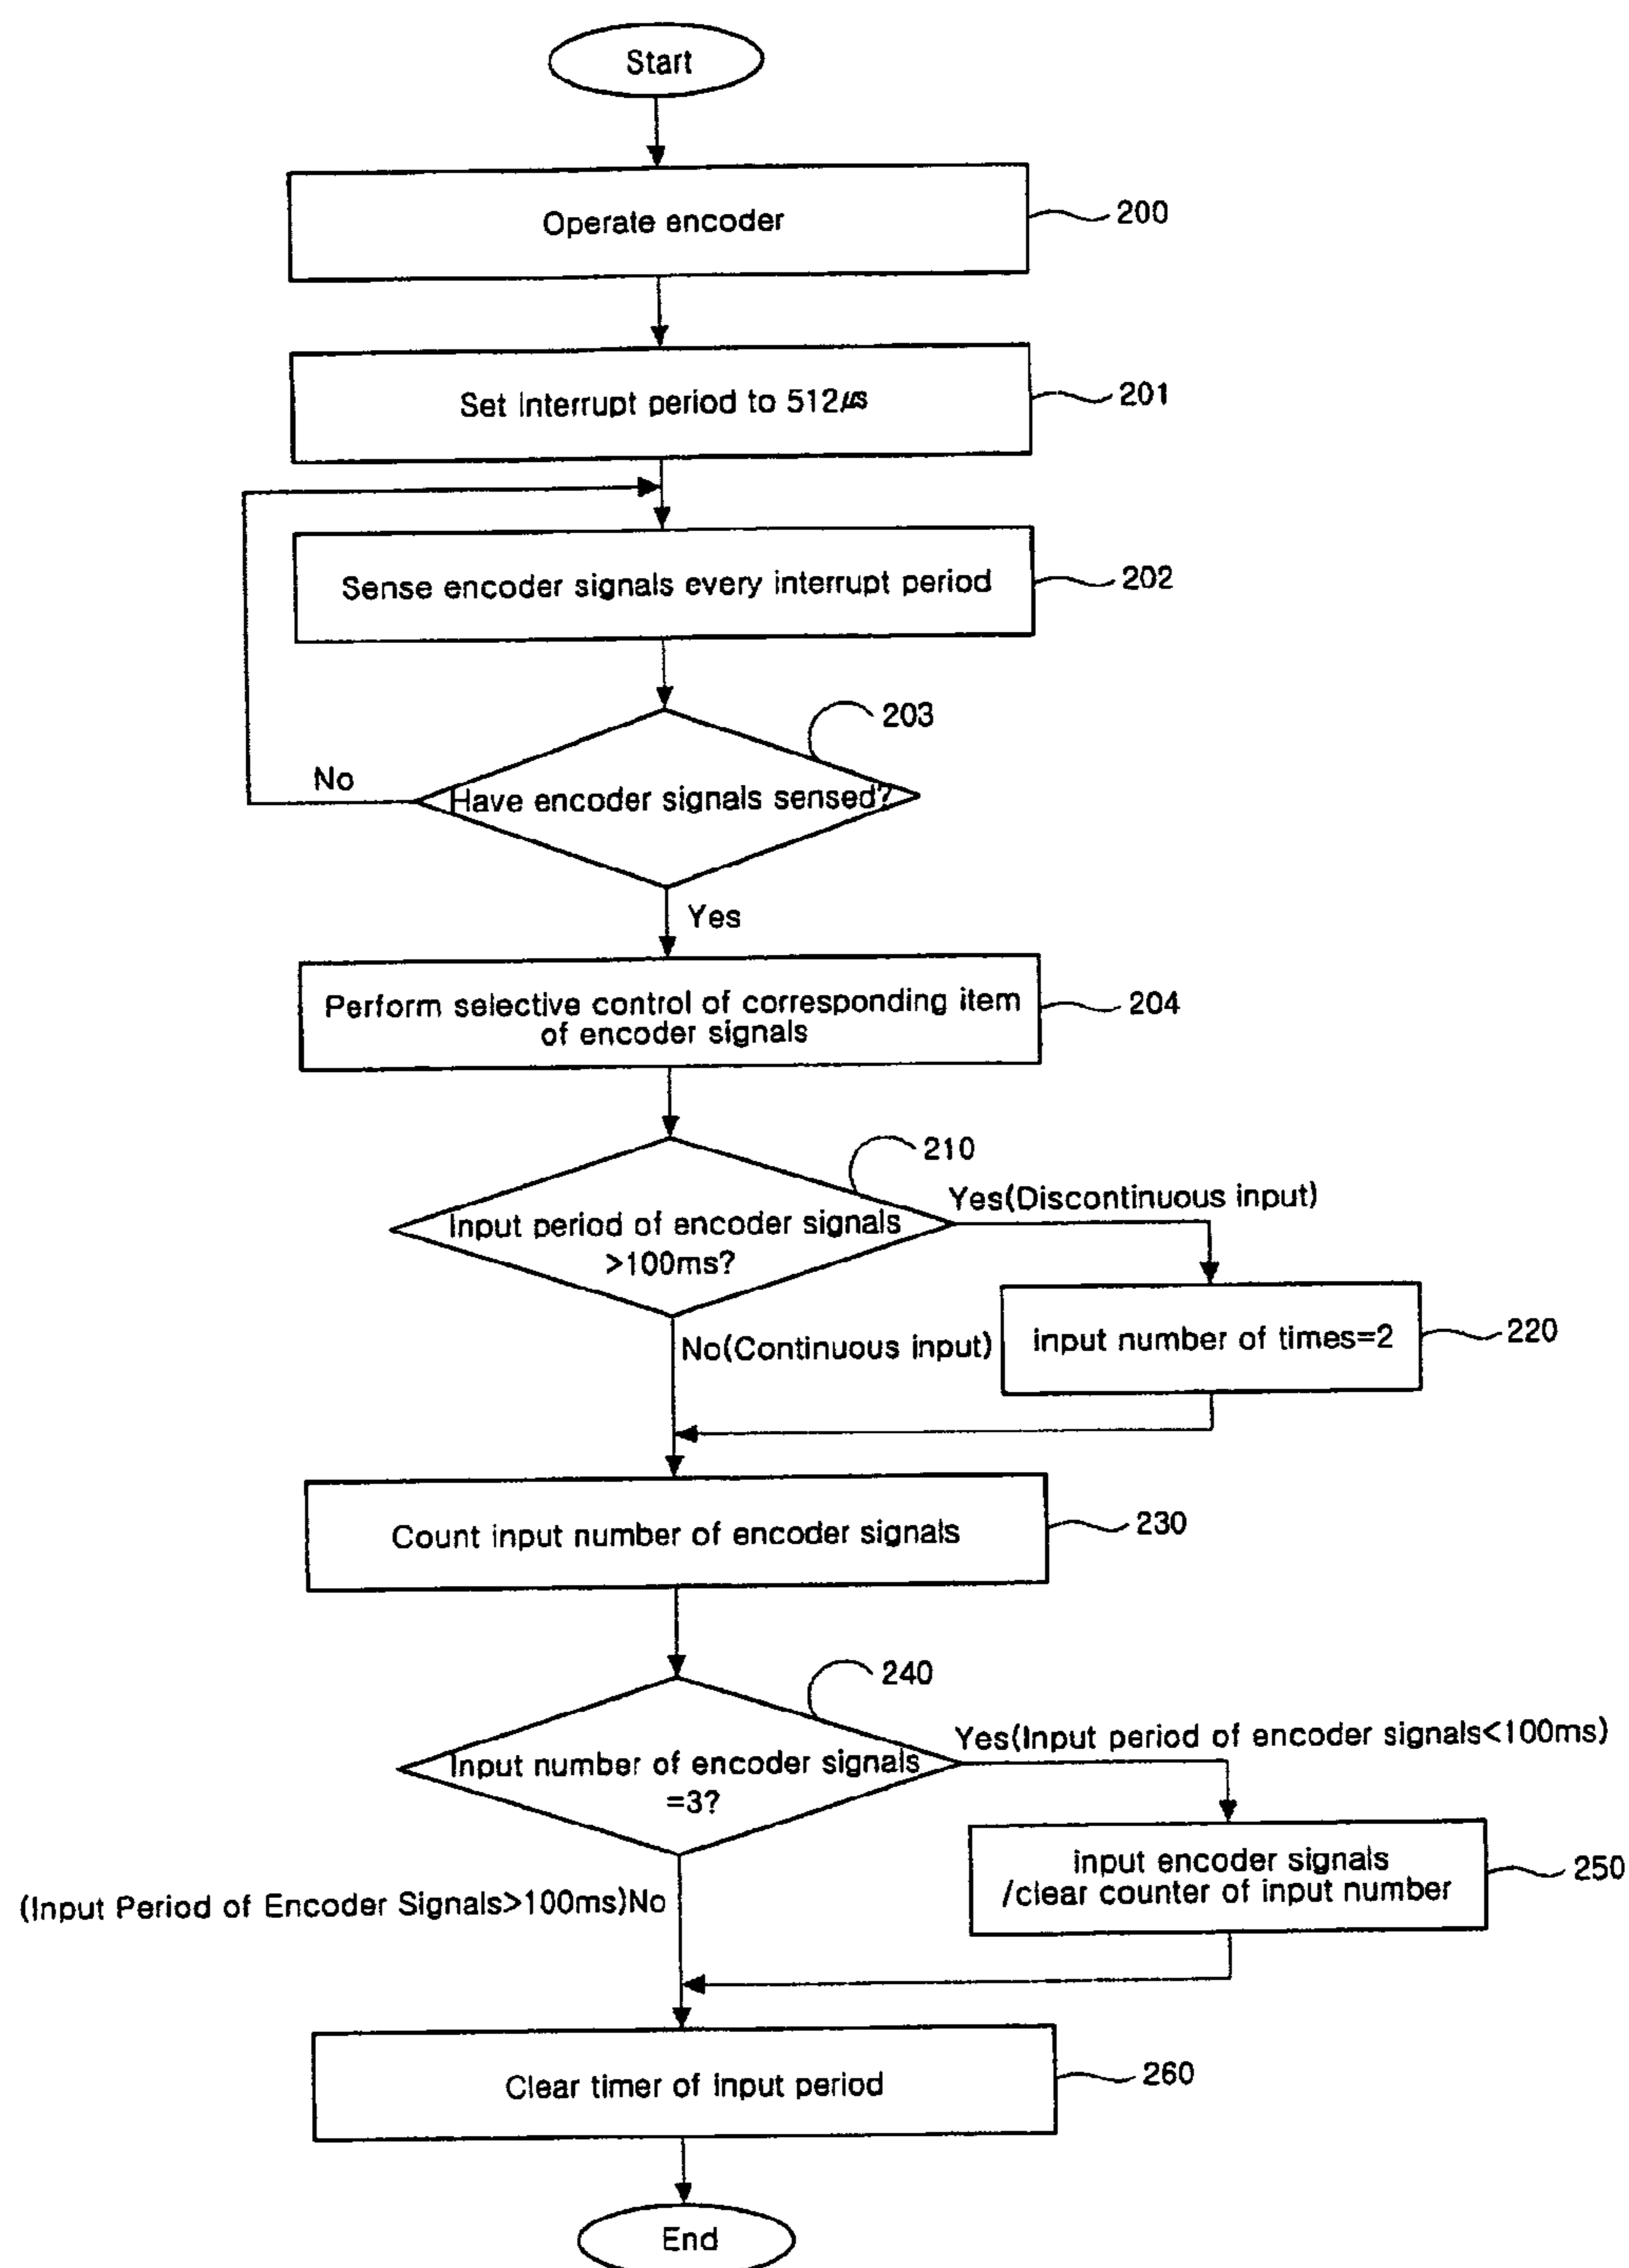 Start
Operate encoder
200
Set Interrupt period to 512㎲
201
Sense encoder signals every interrupt period
202
203
No
Have encoder signals sensed?
Yes
Perform selective control of corresponding item
of encoder signals
204
210
Yes(Discontinuous input)
Input period of encoder signals
>100ms?
No(Continuous input)
input number of times=2
220
Count input number of encoder signals
230
240
Yes(Input period of encoder signals<100ms)
Input number of encoder signals
=3?
input encoder signals
/clear counter of input number
250
(Input Period of Encoder Signals>100ms)No
Clear timer of input period
260
End